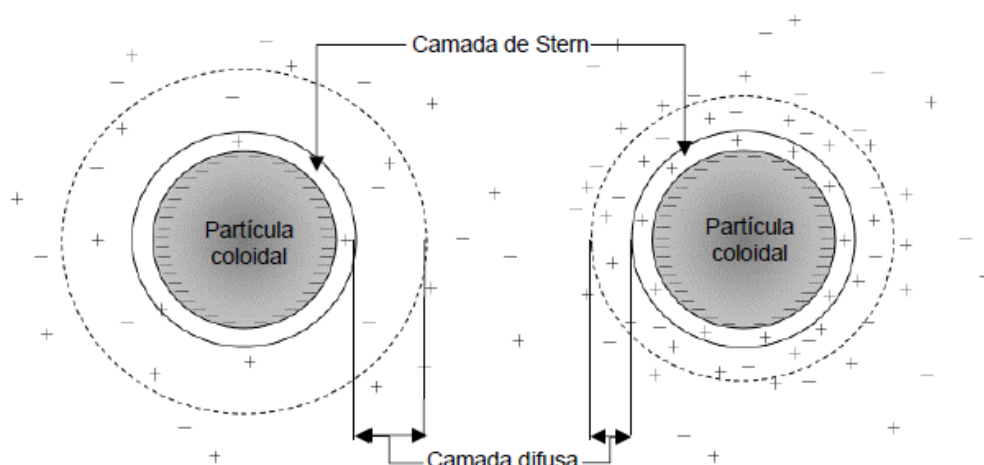 Camada de Stern
Partícula
coloidal
Partícula
coloidal
Camada difusa